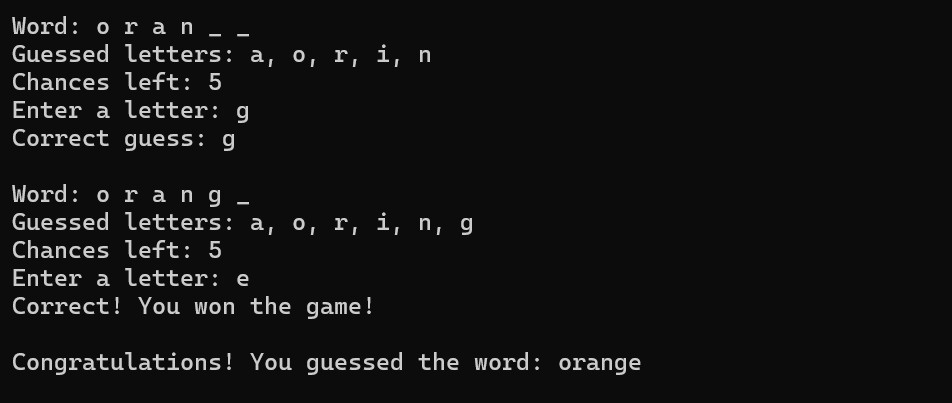 Word: o r a n _ _
Guessed letters: a, o, r, i, n
Chances left: 5
Enter a letter: g
Correct guess: g

Word: o r a n g _
Guessed letters: a, o, r, i, n, g
Chances left: 5
Enter a letter: e
Correct! You won the game!

Congratulations! You guessed the word: orange